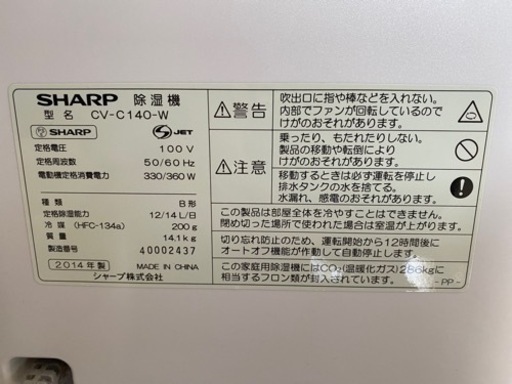 SHARP 除湿機
型 名 CV-C140-W
SHARP JET
定格電圧 100V
定格周波数 50/60Hz
電動機定格消費電力 330/360W
種類 B形
定格除湿能力 12/14L/日
冷媒 (HFC-134a) 200g
質量 14.1kg
製造番号 40002437
2014年製 MADE IN CHINA
シャープ株式会社
警告
吹出口に指や棒などを入れない。
内部でファンが回転しているので
けがのおそれがあります。
注意
乗ったり、もたれたりしない。
製品の移動や転倒により
けがのおそれがあります。
移動するときは必ず運転を停止し
排水タンクの水を捨てる。
水漏れ、感電のおそれがあります。
この製品は部屋全体を冷やすことはできません。
閉め切った場所で使われた場合は室温が上がります。
切り忘れ防止のため、運転開始から12時間後に
オートオフ機能が作動して自動停止します。
この家庭用除湿機にはCO₂(温暖化ガス)286kgに
相当するフロン類が封入されています。
-PP-